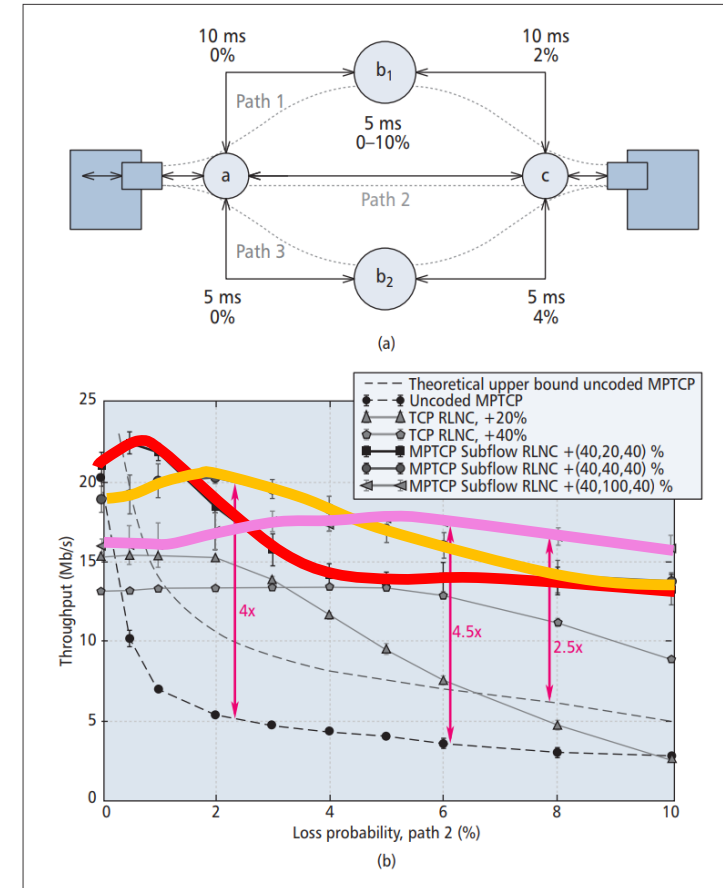 10 ms
0%
10 ms
2%
b1
Path 1
5 ms
0–10%
a
c
Path 2
Path 3
b2
5 ms
0%
5 ms
4%
(a)
Theoretical upper bound uncoded MPTCP
Uncoded MPTCP
TCP RLNC, +20%
TCP RLNC, +40%
MPTCP Subflow RLNC +(40,20,40) %
MPTCP Subflow RLNC +(40,40,40) %
MPTCP Subflow RLNC +(40,100,40) %
25
20
15
10
5
0
Throughput (Mb/s)
4x
4.5x
2.5x
0 2 4 6 8 10
Loss probability, path 2 (%)
(b)